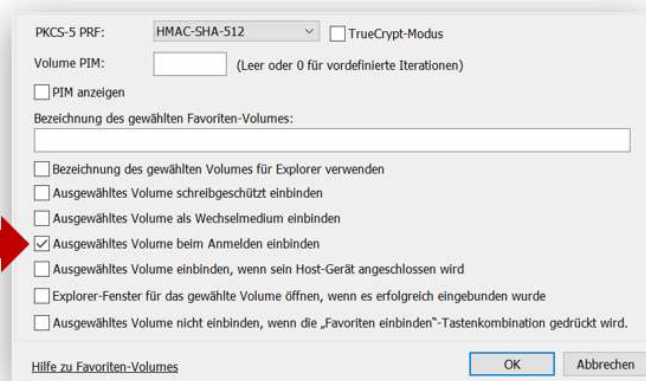 PKCS-5 PRF: HMAC-SHA-512 TrueCrypt-Modus
Volume PIM: (Leer oder 0 für vordefinierte Iterationen)
PIM anzeigen
Bezeichnung des gewählten Favoriten-Volumes:
Bezeichnung des gewählten Volumes für Explorer verwenden
Ausgewähltes Volume schreibgeschützt einbinden
Ausgewähltes Volume als Wechselmedium einbinden
Ausgewähltes Volume beim Anmelden einbinden
Ausgewähltes Volume einbinden, wenn sein Host-Gerät angeschlossen wird
Explorer-Fenster für das gewählte Volume öffnen, wenn es erfolgreich eingebunden wurde
Ausgewähltes Volume nicht einbinden, wenn die „Favoriten einbinden“-Tastenkombination gedrückt wird.
Hilfe zu Favoriten-Volumes OK Abbrechen